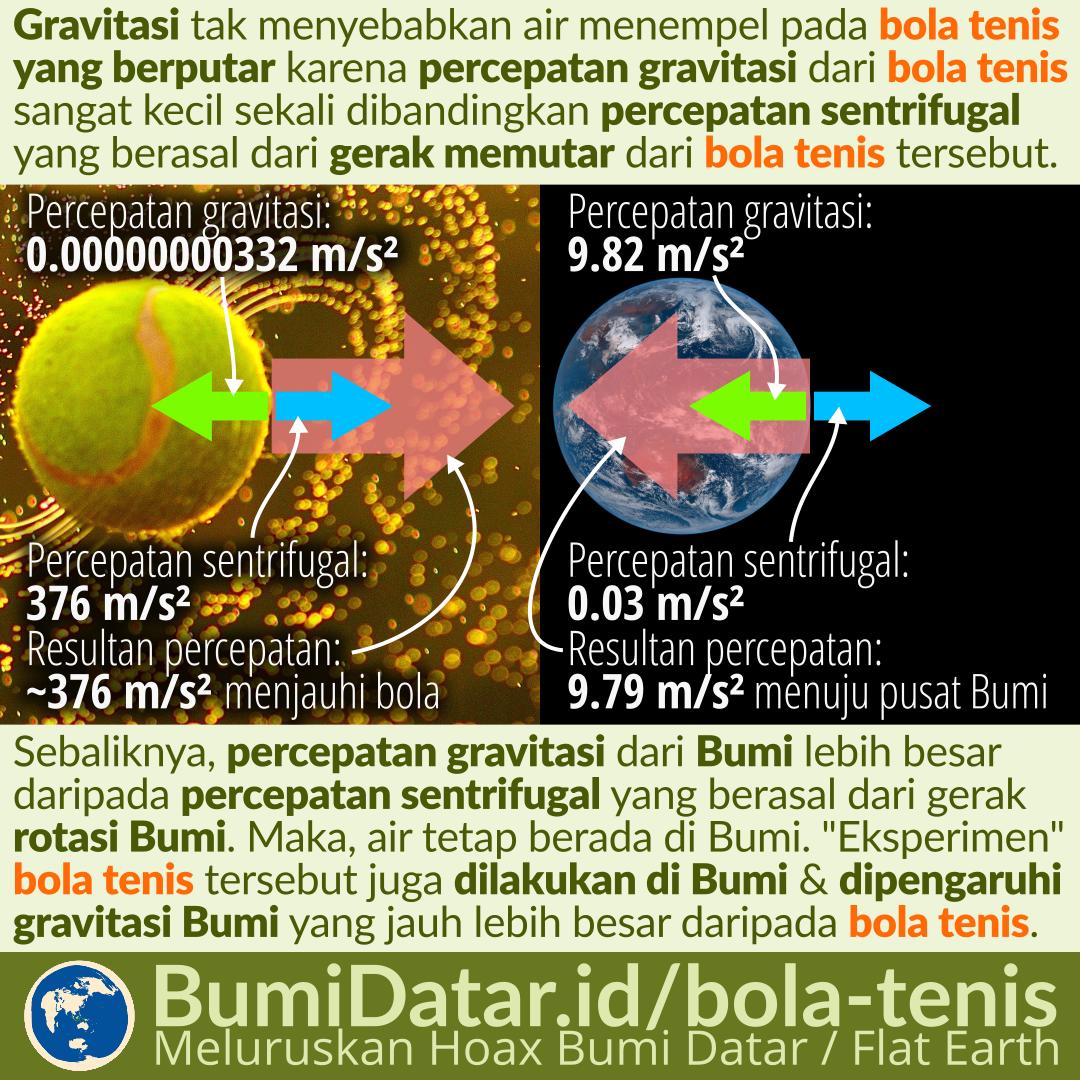 Gravitasi tak menyebabkan air menempel pada bola tenis
yang berputar karena percepatan gravitasi dari bola tenis
sangat kecil sekali dibandingkan percepatan sentrifugal
yang berasal dari gerak memutar dari bola tenis tersebut.
Percepatan gravitasi:
0.00000000332 m/s²
Percepatan sentrifugal:
376 m/s²
Resultan percepatan:
~376 m/s² menjauhi bola
Percepatan gravitasi:
9.82 m/s²
Percepatan sentrifugal:
0.03 m/s²
Resultan percepatan:
9.79 m/s² menuju pusat Bumi
Sebaliknya, percepatan gravitasi dari Bumi lebih besar
daripada percepatan sentrifugal yang berasal dari gerak
rotasi Bumi. Maka, air tetap berada di Bumi. "Eksperimen"
bola tenis tersebut juga dilakukan di Bumi & dipengaruhi
gravitasi Bumi yang jauh lebih besar daripada bola tenis.
BumiDatar.id/bola-tenis
Meluruskan Hoax Bumi Datar / Flat Earth